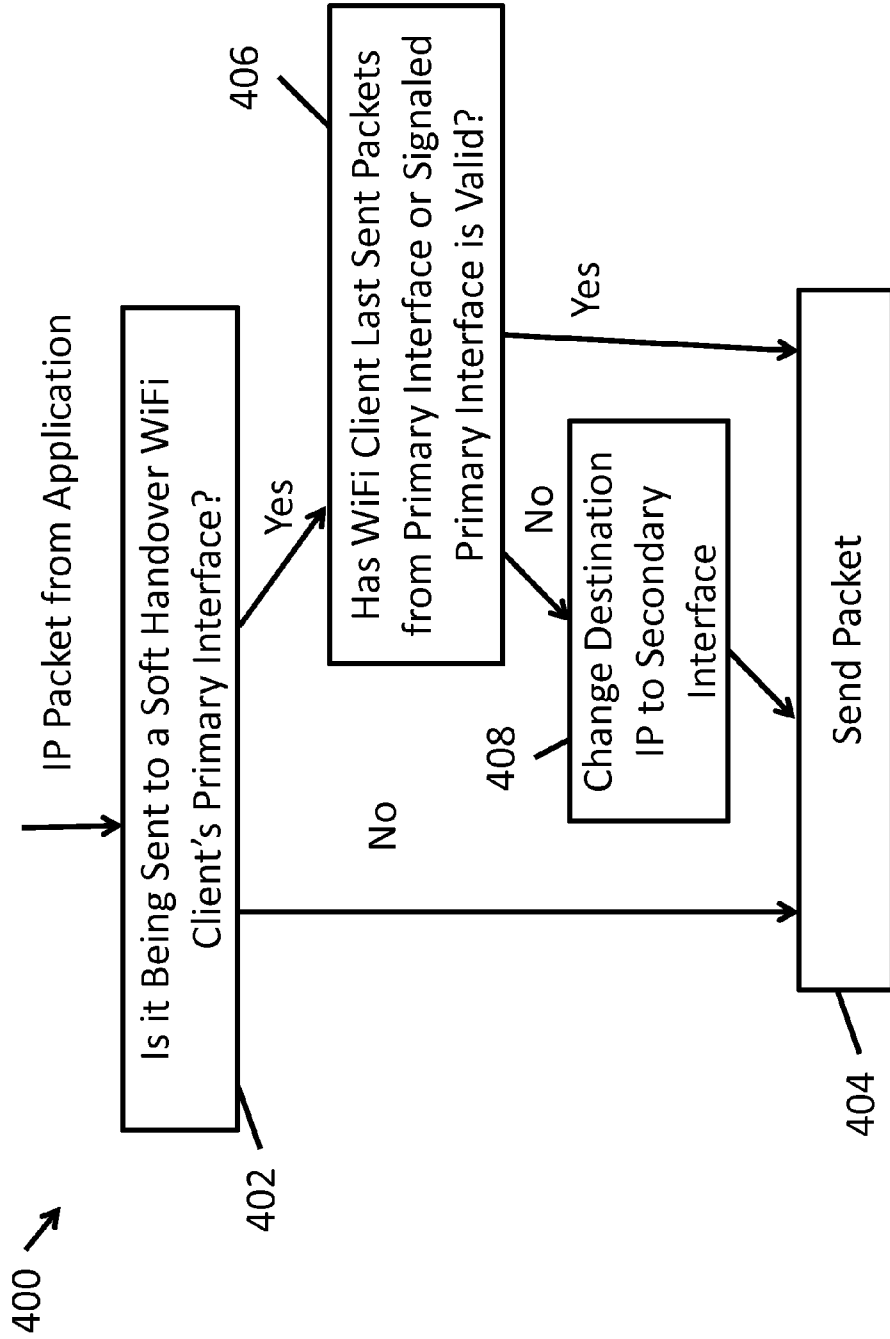 400
IP Packet from Application
Is it Being Sent to a Soft Handover WiFi
Client's Primary Interface?
402
Yes
406
Has WiFi Client Last Sent Packets
from Primary Interface or Signaled
Primary Interface is Valid?
No
No
Yes
408
Change Destination
IP to Secondary
Interface
Send Packet
404